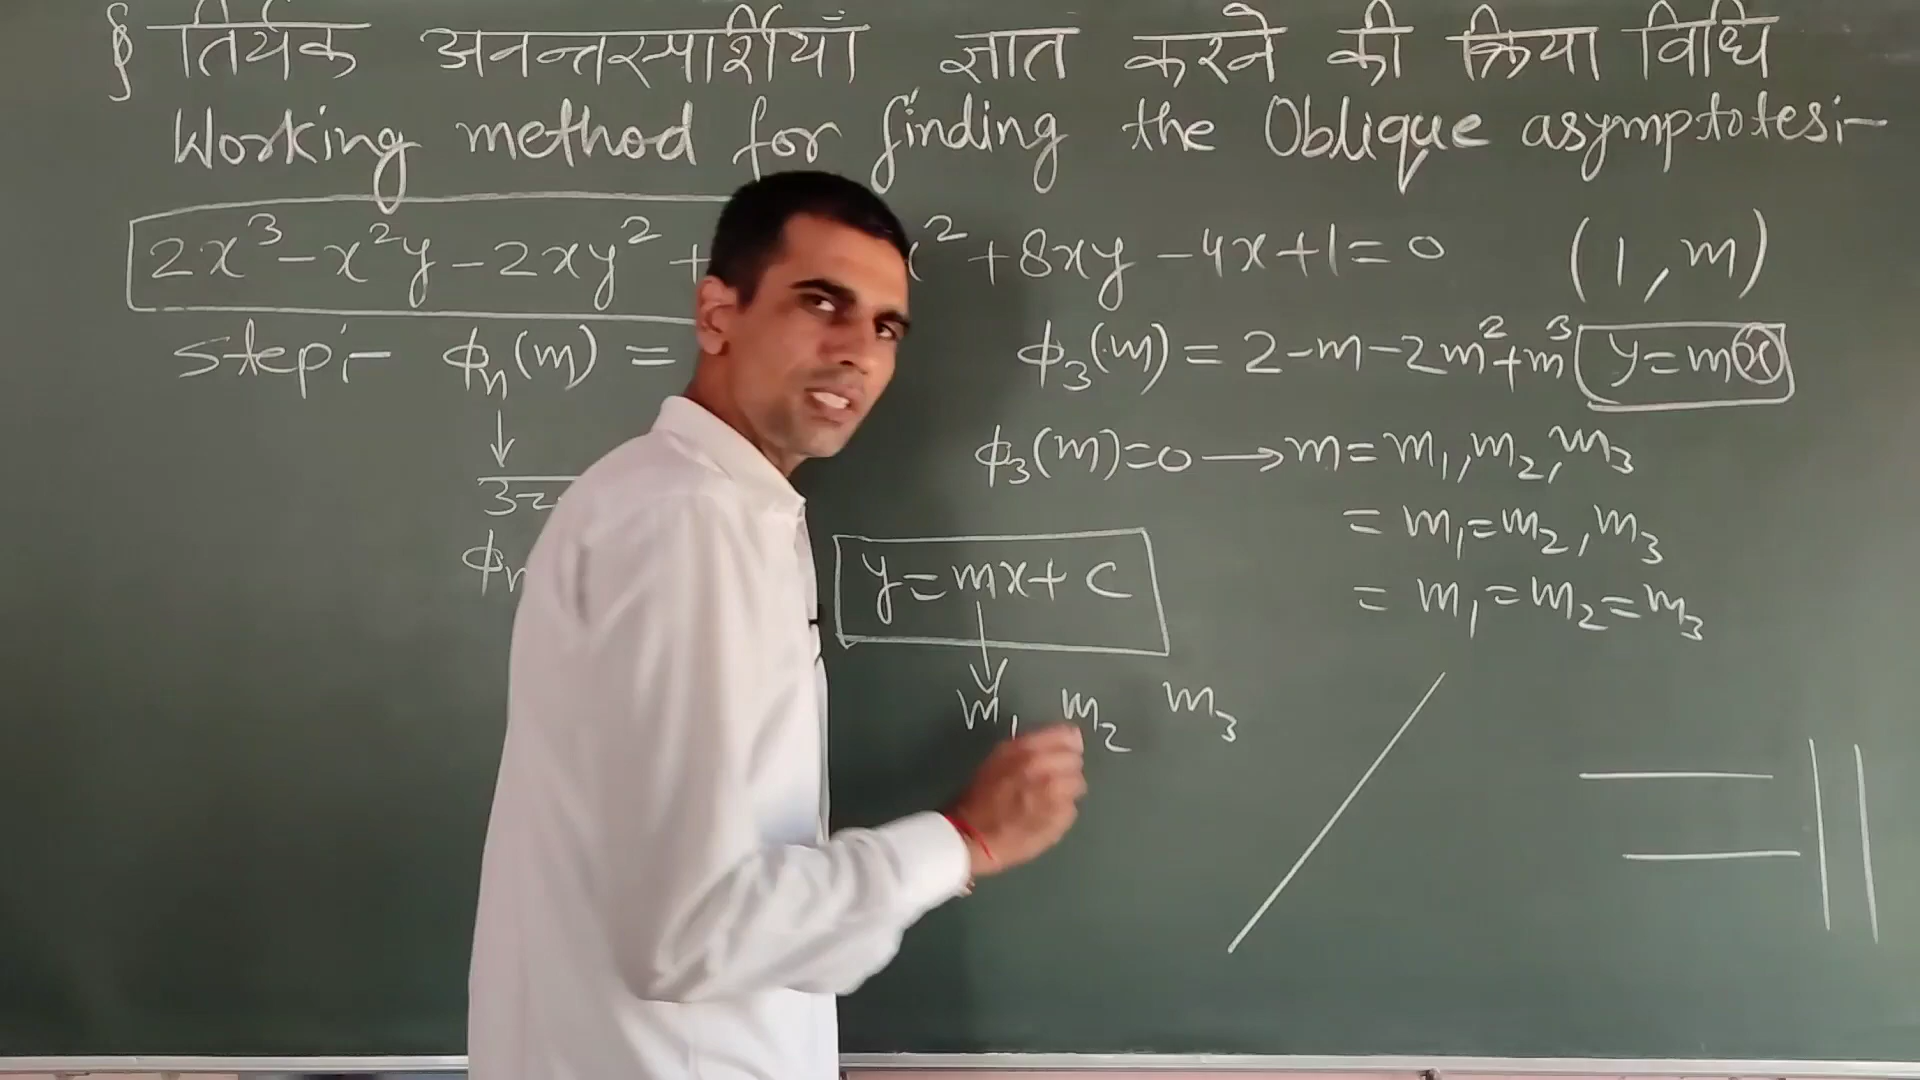 § तिर्यक अनन्तस्पर्शियाँ ज्ञात करने की क्रिया विधि
Working method for finding the Oblique asymptotes:-
2x³-x²y-2xy²+ x²+8xy-4x+1=0 (1,m)
step:- ϕn(m) = ϕ₃(m)=2-m-2m²+m³ y=mx
ϕ₃(m)=0→m=m₁,m₂,m₃
=m₁=m₂,m₃
y=mx+c
=m₁=m₂=m₃
m₁ m₂ m₃